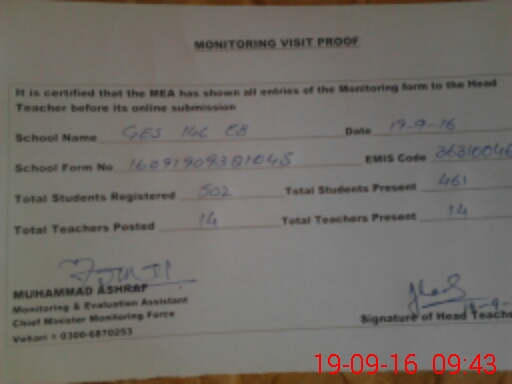 MONITORING VISIT PROOF
It is certified that the MEA has shown all entries of the Monitoring form to the Head
Teacher before its online submission
School Name GES 146 EB Date 19-9-16
School Form No EMIS Code 36310046
Total Students Registered 502 Total Students Present 461
Total Teachers Posted 14 Total Teachers Present 14
MUHAMMAD ASHRAF
Monitoring & Evaluation Assistant
Chief Minister Monitoring Force
Vehari = 0300-6870253
Signature of Head Teache
19-09-16 09:43